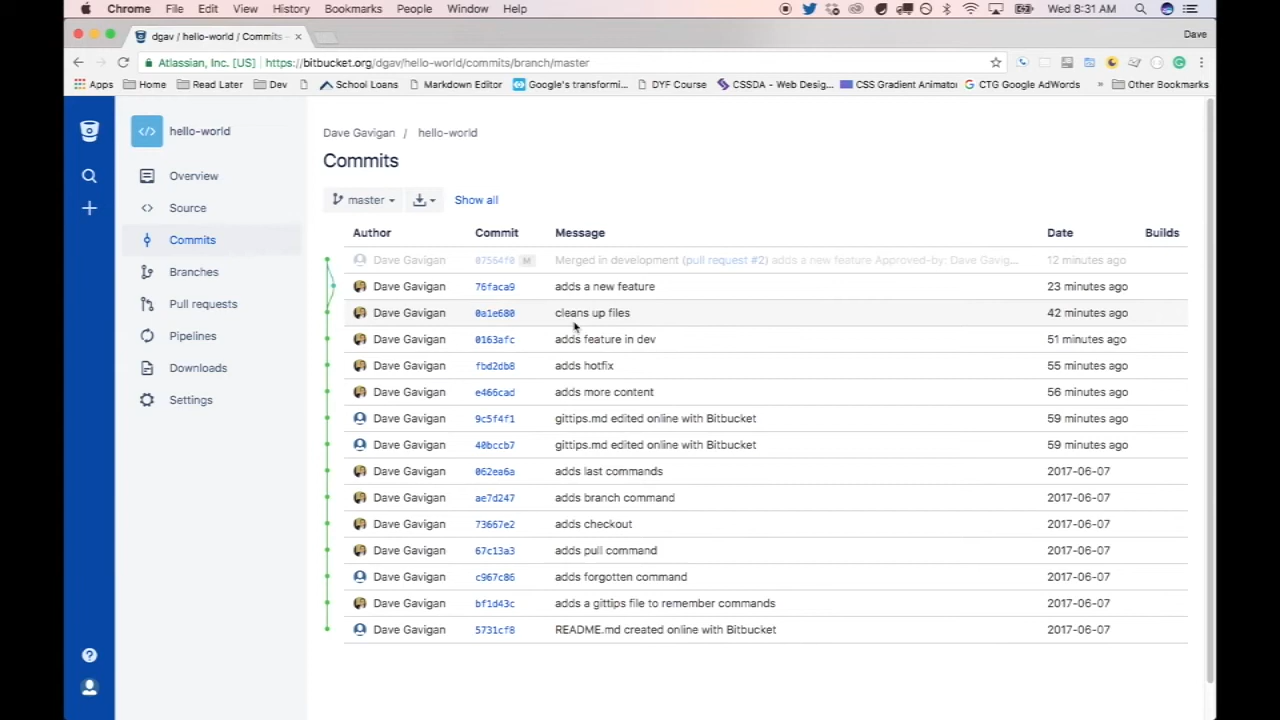 Chrome File Edit View History Bookmarks People Window Help Wed 8:31 AM
dgav / hello-world / Commits - × Dave
Atlassian, Inc. [US] https://bitbucket.org/dgav/hello-world/commits/branch/master
Apps Home Read Later Dev School Loans Markdown Editor Google's transformi... DYF Course CSSDA - Web Desig... CSS Gradient Animato CTG Google AdWords » Other Bookmarks
</> hello-world
Overview
Source
Commits
Branches
Pull requests
Pipelines
Downloads
Settings
Dave Gavigan / hello-world
Commits
master Show all
Author Commit Message Date Builds
Dave Gavigan 07564f0 M Merged in development (pull request #2) adds a new feature Approved-by: Dave Gavig... 12 minutes ago
Dave Gavigan 76faca9 adds a new feature 23 minutes ago
Dave Gavigan 0a1e680 cleans up files 42 minutes ago
Dave Gavigan 0163afc adds feature in dev 51 minutes ago
Dave Gavigan fbd2db8 adds hotfix 55 minutes ago
Dave Gavigan e466cad adds more content 56 minutes ago
Dave Gavigan 9c5f4f1 gittips.md edited online with Bitbucket 59 minutes ago
Dave Gavigan 40bccb7 gittips.md edited online with Bitbucket 59 minutes ago
Dave Gavigan 062ea6a adds last commands 2017-06-07
Dave Gavigan ae7d247 adds branch command 2017-06-07
Dave Gavigan 73667e2 adds checkout 2017-06-07
Dave Gavigan 67c13a3 adds pull command 2017-06-07
Dave Gavigan c967c86 adds forgotten command 2017-06-07
Dave Gavigan bf1d43c adds a gittips file to remember commands 2017-06-07
Dave Gavigan 5731cf8 README.md created online with Bitbucket 2017-06-07